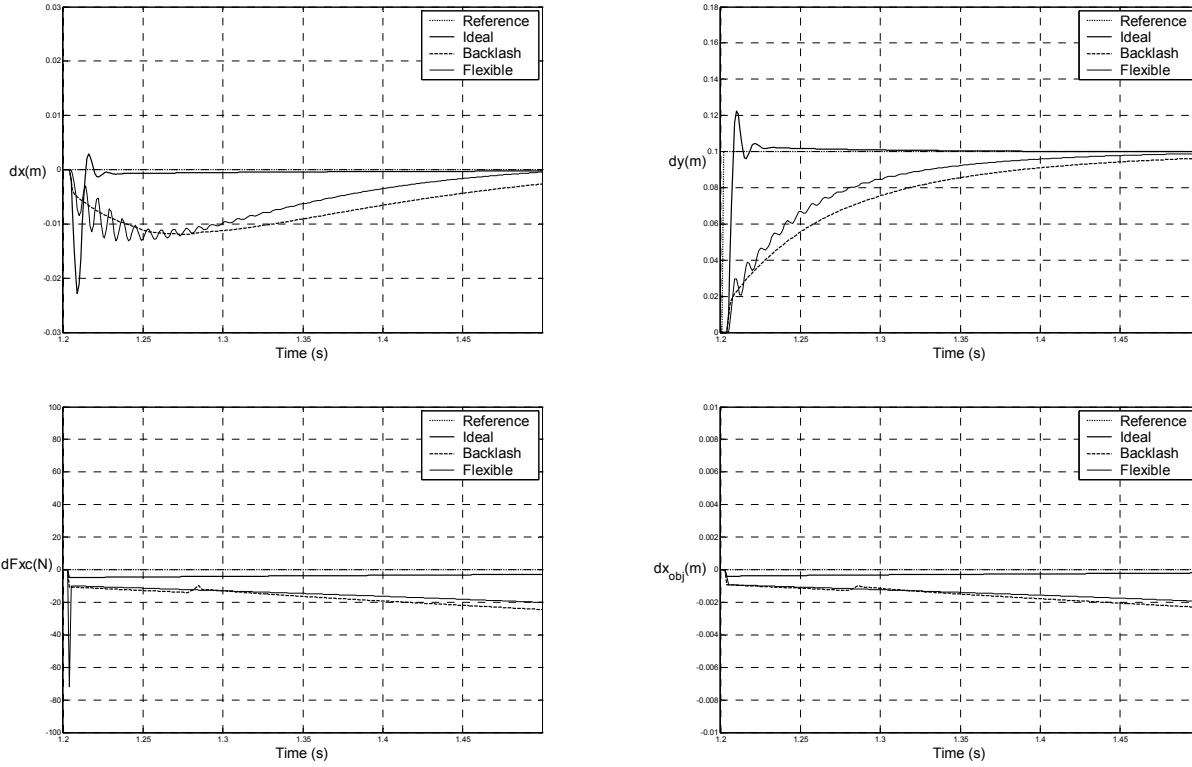 0.03
0.02
0.01
0
-0.01
-0.02
-0.03
dx(m)
1.2
1.25
1.3
1.35
1.4
1.45
Time (s)
Reference
Ideal
Backlash
Flexible
0.18
0.16
0.14
0.12
0.1
0.08
0.06
0.04
0.02
0
dy(m)
1.2
1.25
1.3
1.35
1.4
1.45
Time (s)
Reference
Ideal
Backlash
Flexible
100
80
60
40
20
0
-20
-40
-60
-80
-100
dFxc(N)
1.2
1.25
1.3
1.35
1.4
1.45
Time (s)
Reference
Ideal
Backlash
Flexible
0.01
0.008
0.006
0.004
0.002
0
-0.002
-0.004
-0.006
-0.008
-0.01
dxobj(m)
1.2
1.25
1.3
1.35
1.4
1.45
Time (s)
Reference
Ideal
Backlash
Flexible